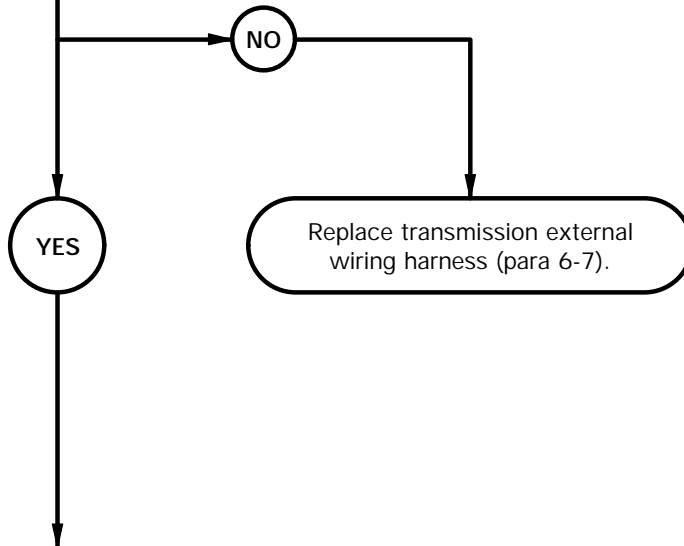 NO
YES
Replace transmission external
wiring harness (para 6-7).